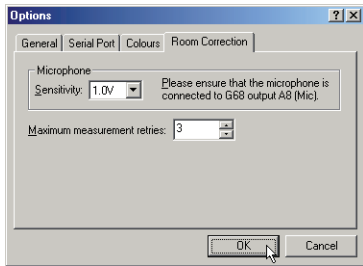 Options
General Serial Port Colours Room Correction
Microphone
Sensitivity: 1.0V
Please ensure that the microphone is
connected to G68 output A8 (Mic).
Maximum measurement retries: 3
OK Cancel